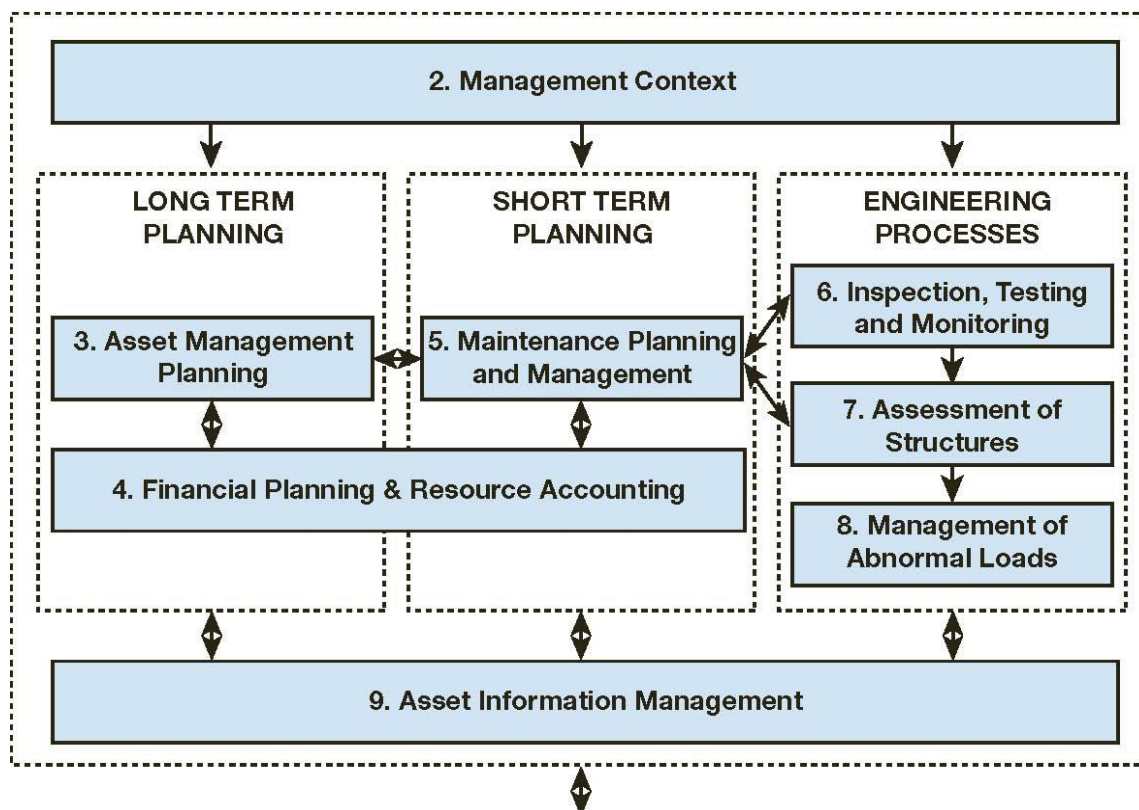 2. Management Context
LONG TERM
PLANNING
SHORT TERM
PLANNING
ENGINEERING
PROCESSES
3. Asset Management
Planning
5. Maintenance Planning
and Management
6. Inspection, Testing
and Monitoring
7. Assessment of
Structures
4. Financial Planning & Resource Accounting
8. Management of
Abnormal Loads
9. Asset Information Management